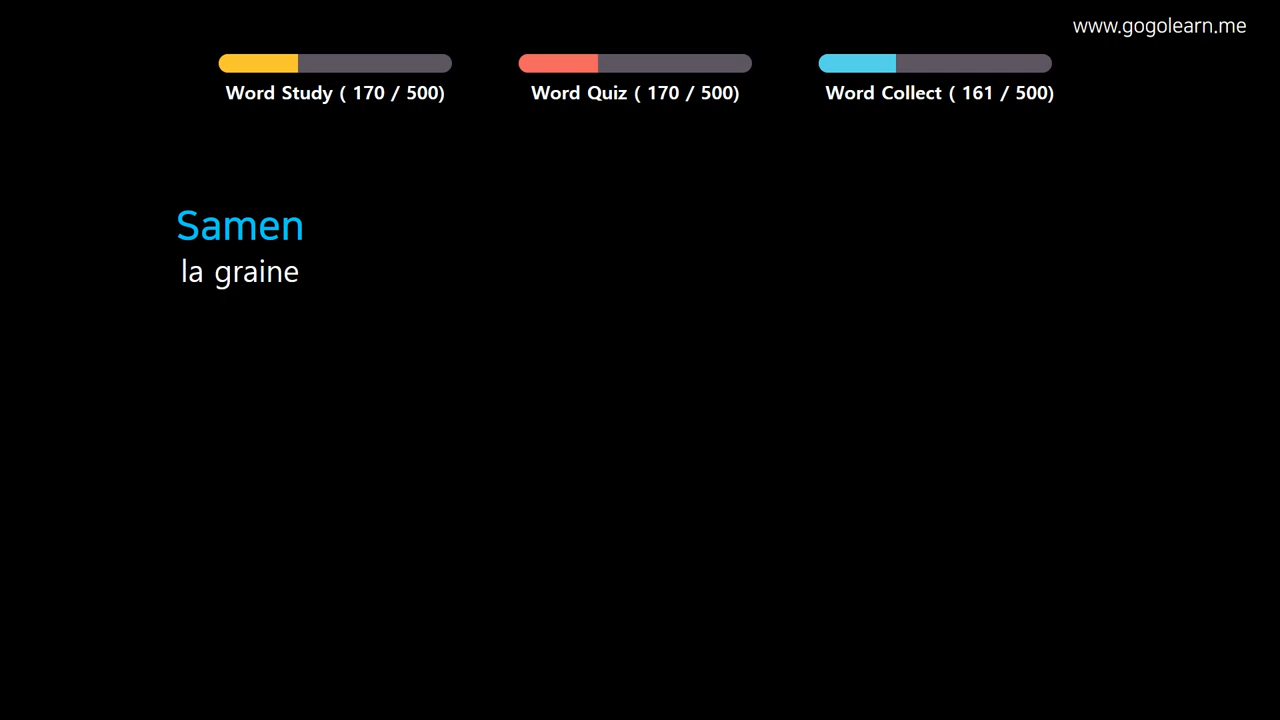 www.gogolearn.me
Word Study ( 170 / 500)
Word Quiz ( 170 / 500)
Word Collect ( 161 / 500)
Samen
la graine